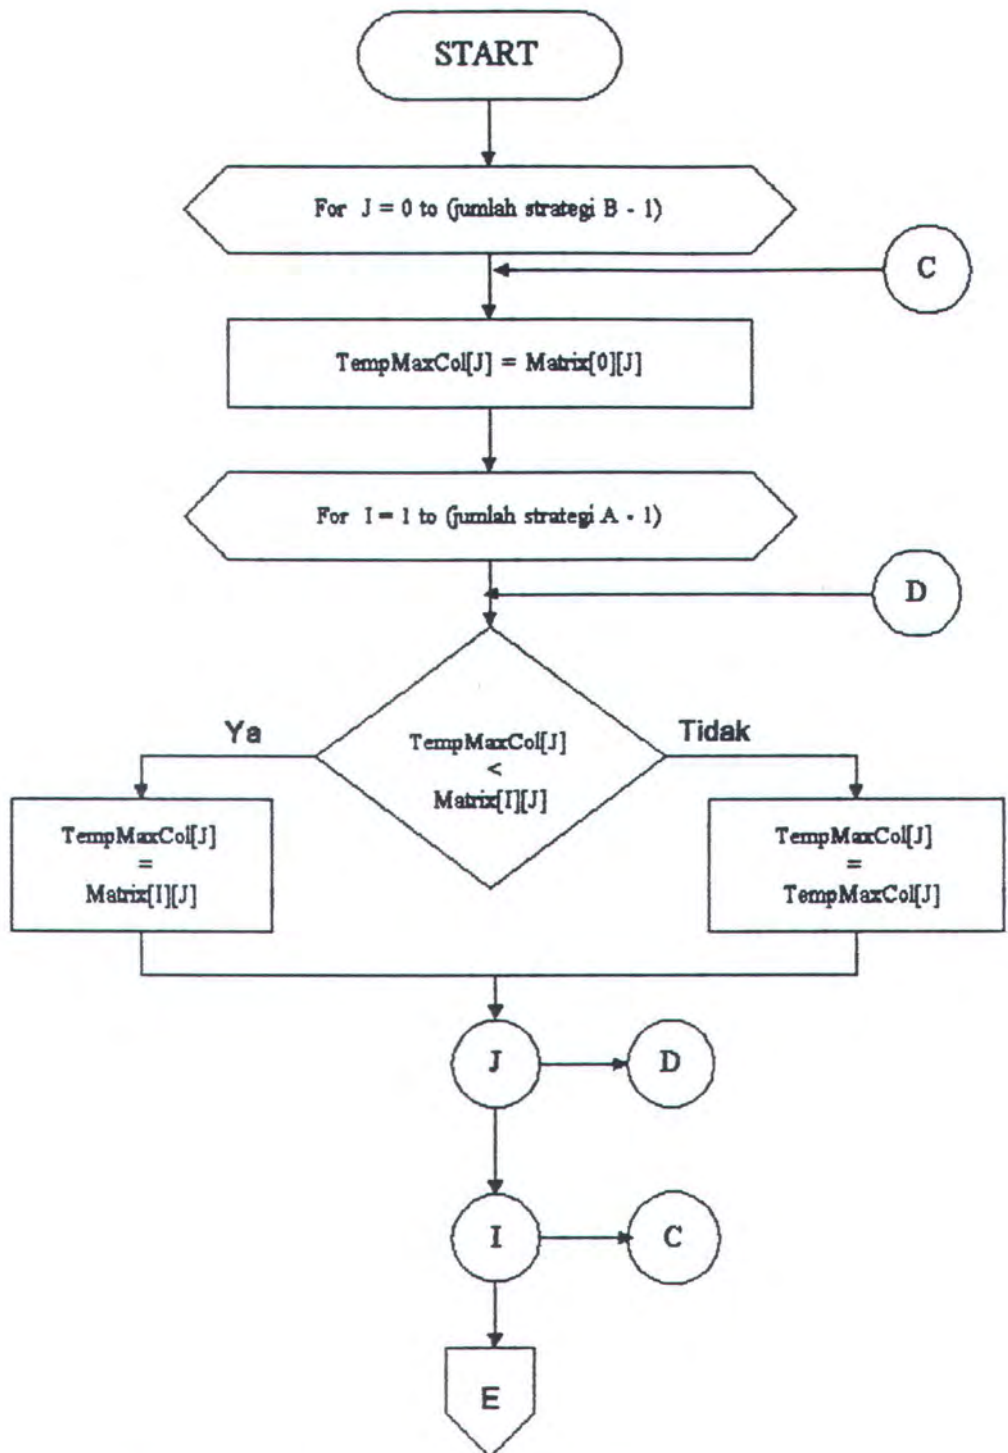 START
For J = 0 to (jumlah strategi B - 1)
C
TempMaxCol[J] = Matrix[0][J]
For I = 1 to (jumlah strategi A - 1)
D
Ya
Tidak
TempMaxCol[J]
<
Matrix[I][J]
TempMaxCol[J]
=
Matrix[I][J]
TempMaxCol[J]
=
TempMaxCol[J]
J
D
I
C
E